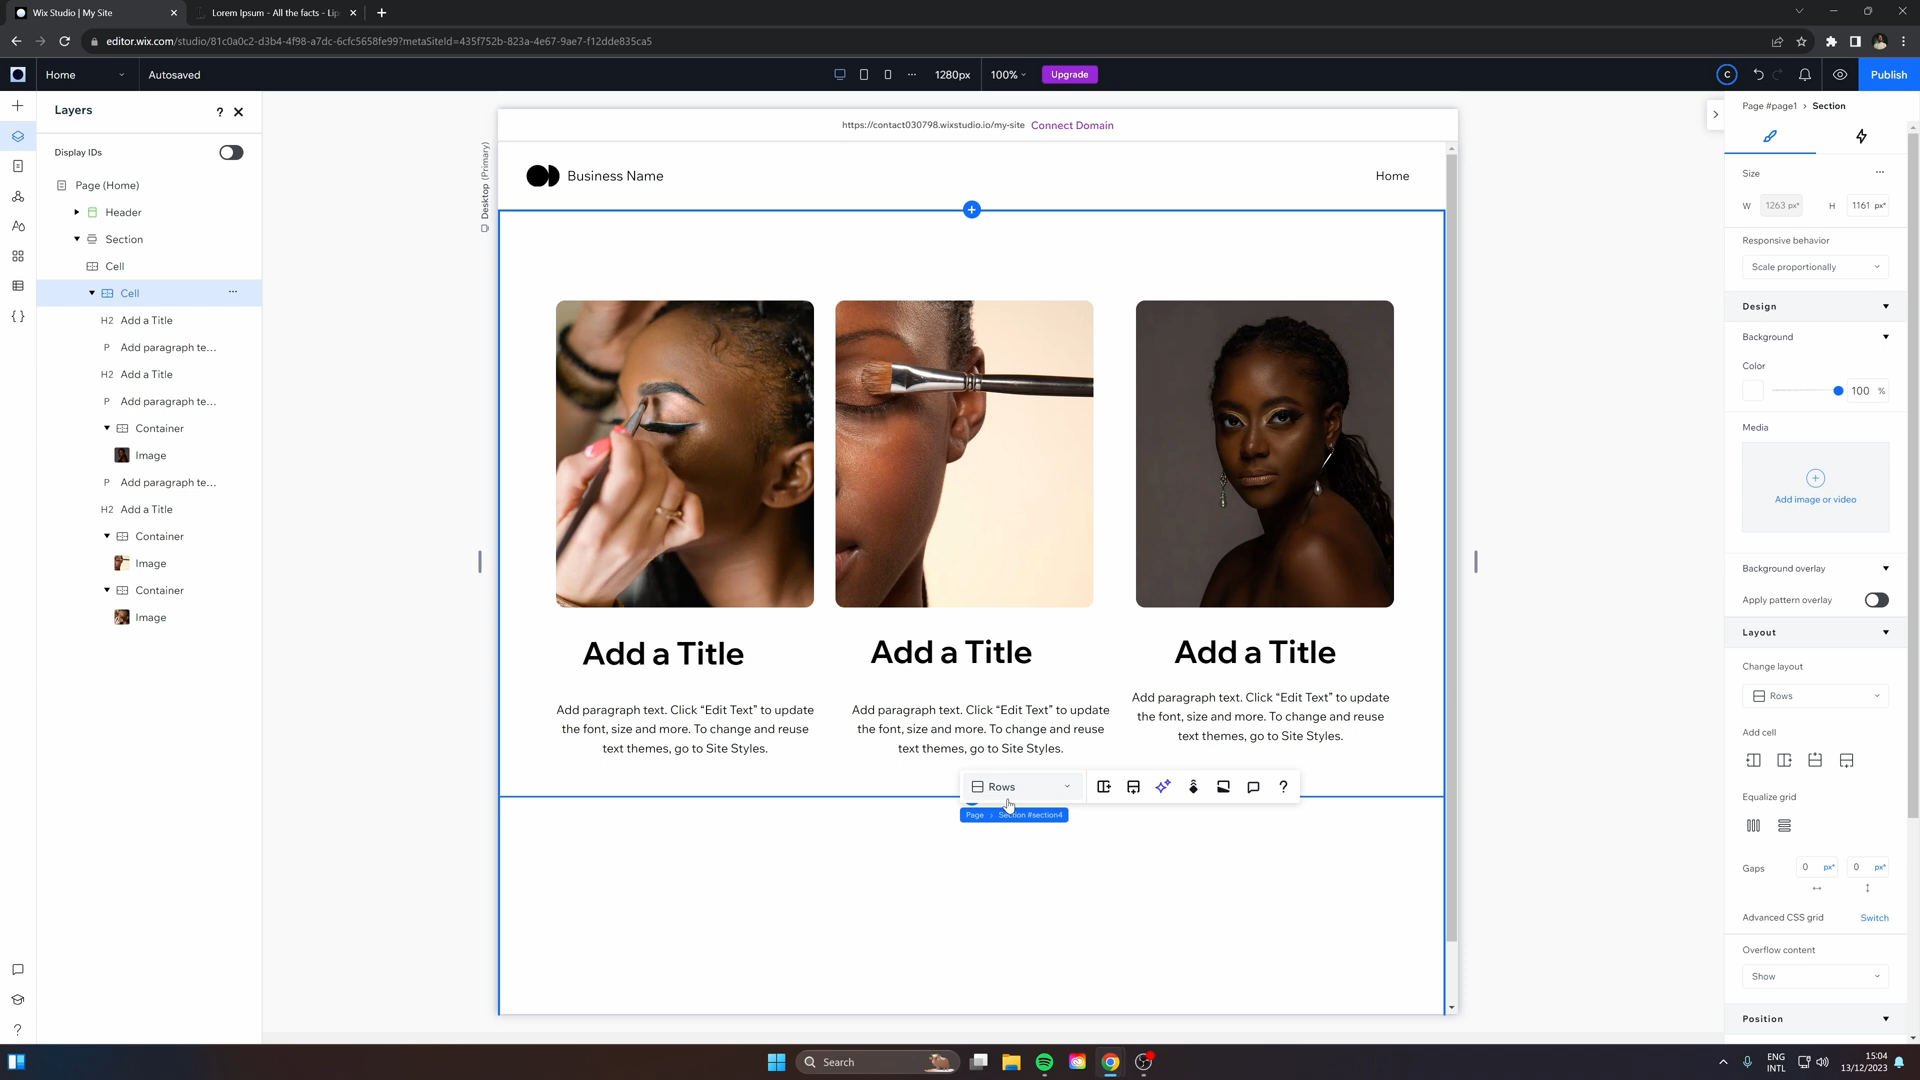 Wix Studio | My Site
Lorem Ipsum - All the facts - Lip
editor.wix.com/studio/81c0a0c2-d3b4-4f98-a7dc-6cfc5658fe99?metaSiteId=435f752b-823a-4e67-9ae7-f12dde835ca5
Home
Autosaved
1280px
100%
Upgrade
C
Publish
Layers
?
Display IDs
Page (Home)
Header
Section
Cell
Cell
H2 Add a Title
P Add paragraph te...
H2 Add a Title
P Add paragraph te...
Container
Image
P Add paragraph te...
H2 Add a Title
Container
Image
Container
Image
?
https://contact030798.wixstudio.io/my-site Connect Domain
Desktop (Primary)
Business Name
Home
Add a Title
Add a Title
Add a Title
Add paragraph text. Click “Edit Text” to update
the font, size and more. To change and reuse
text themes, go to Site Styles.
Add paragraph text. Click “Edit Text” to update
the font, size and more. To change and reuse
text themes, go to Site Styles.
Add paragraph text. Click “Edit Text” to update
the font, size and more. To change and reuse
text themes, go to Site Styles.
Rows
?
Page > Section #section4
Page #page1 > Section
Size
W 1263 px* H 1161 px*
Responsive behavior
Scale proportionally
Design
Background
Color
100 %
Media
Add image or video
Background overlay
Apply pattern overlay
Layout
Change layout
Rows
Add cell
Equalize grid
Gaps 0 px* 0 px*
Advanced CSS grid Switch
Overflow content
Show
Position
Search
ENG
INTL
15:04
13/12/2023